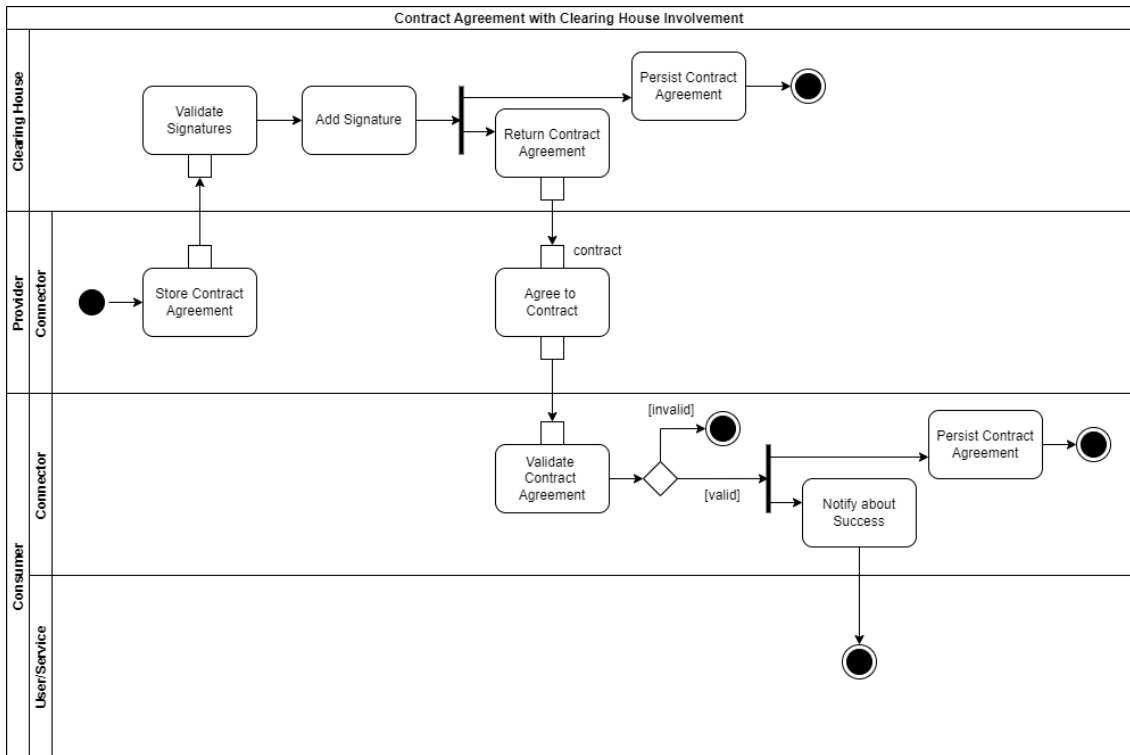 Contract Agreement with Clearing House Involvement
Clearing House
Validate
Signatures
Add Signature
Return Contract
Agreement
Persist Contract
Agreement
Provider
Connector
Store Contract
Agreement
contract
Agree to
Contract
Consumer
Connector
Validate
Contract
Agreement
[invalid]
[valid]
Persist Contract
Agreement
Notify about
Success
User/Service